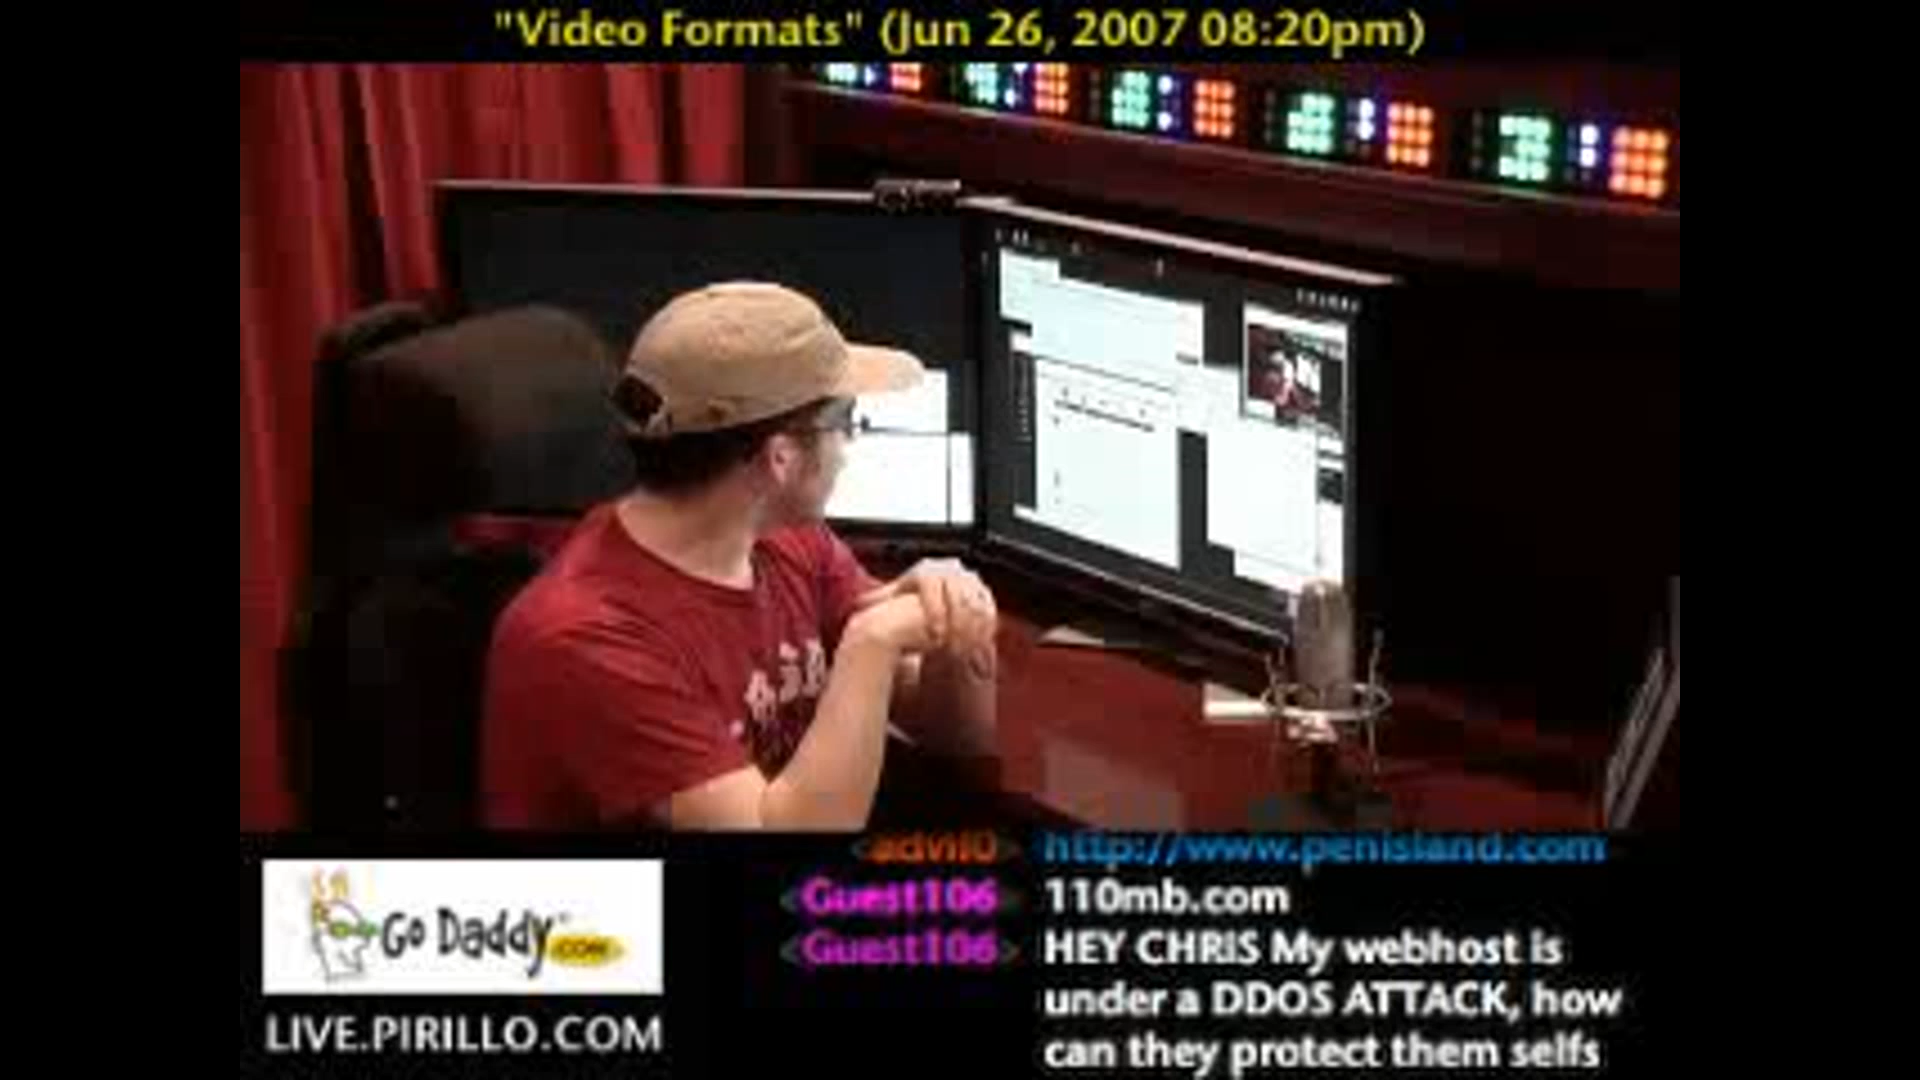 "Video Formats" (Jun 26, 2007 08:20pm)
<advil0> http://www.penisland.com
<Guest106> 110mb.com
<Guest106> HEY CHRIS My webhost is
under a DDOS ATTACK, how
can they protect them selfs
Go Daddy
.COM
LIVE.PIRILLO.COM